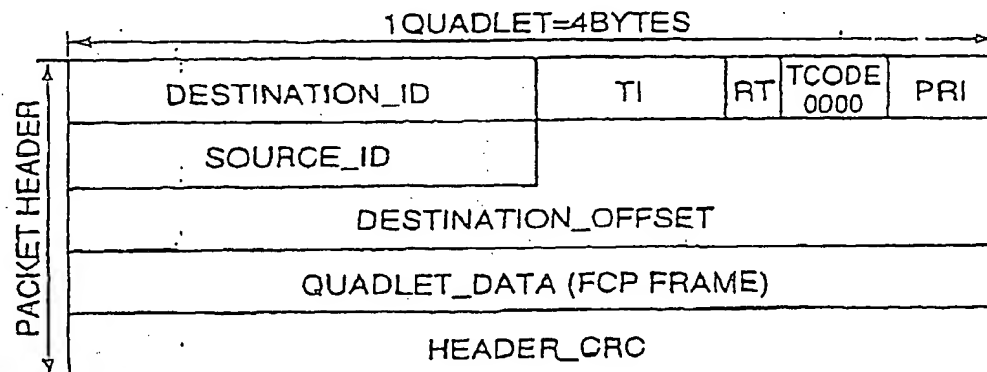 1QUADLET=4BYTES
PACKET HEADER
DESTINATION_ID
TI
RT
TCODE
0000
PRI
SOURCE_ID
DESTINATION_OFFSET
QUADLET_DATA (FCP FRAME)
HEADER_CRC